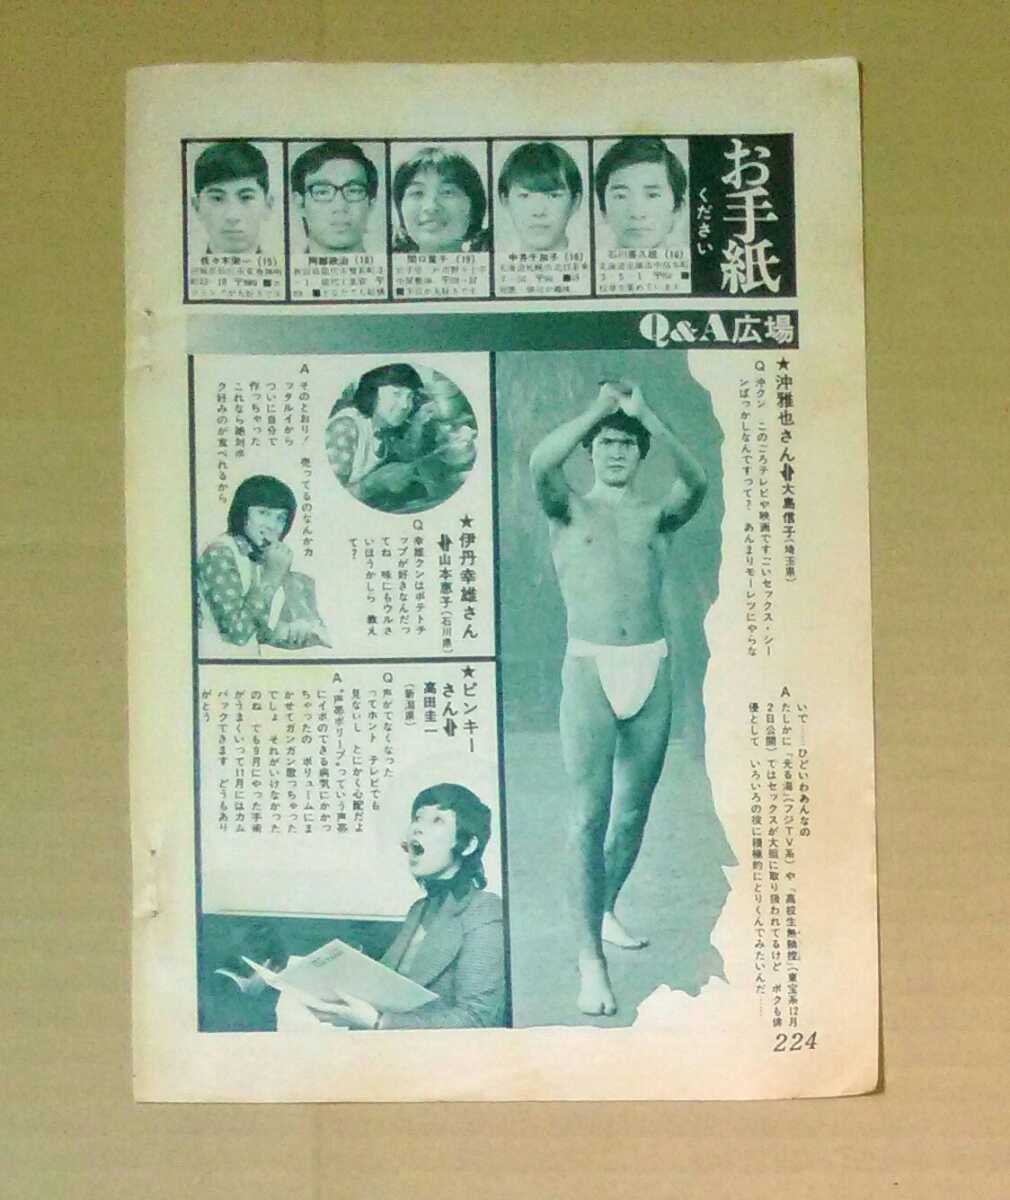 お手紙
ください
石川喜久雄(16)
中井千加子(16)
関口量子(19)
阿部政治(18)
佐々木栄一(15)
Q&A広場
★沖雅也さん
大島信子(埼玉県)
Q 沖クン このごろテレビや映画ですごいセックス・シー
ンばっかしなんですって? あんまりモーレツにやらな
いで……ひどいわあんなの
A たしかに「光る海」(フジTV系)や「高校生無頼控」(東宝系12月
2日公開)ではセックスが大胆に取り扱われてるけど ボクも俳
優として いろいろの役に積極的にとりくんでみたいんだ……
★伊丹幸雄さん
山本恵子(石川県)
Q 幸雄クンはポテトチ
ップが好きなんだっ
てね 味にもウルさ
いほうかしら 教え
て?
A そのとおり! 売ってるのなんかカ
ッタルイから
ついに自分で
作っちゃった
これなら絶対ボ
ク好みのが食べれるから
★ピンキー
さん
高田圭一
(新潟県)
Q 声がでなくなった
ってホント テレビでも
見ないし とにかく心配だよ
A “声帯ポリープ”っていう声帯
にイボのできる病気にかかっ
ちゃったの ボリュームにま
かせてガンガン歌っちゃった
でしょ それがいけなかった
のね でも9月にやった手術
がうまくいって11月にはカム
バックできます どうもあり
がとう
224